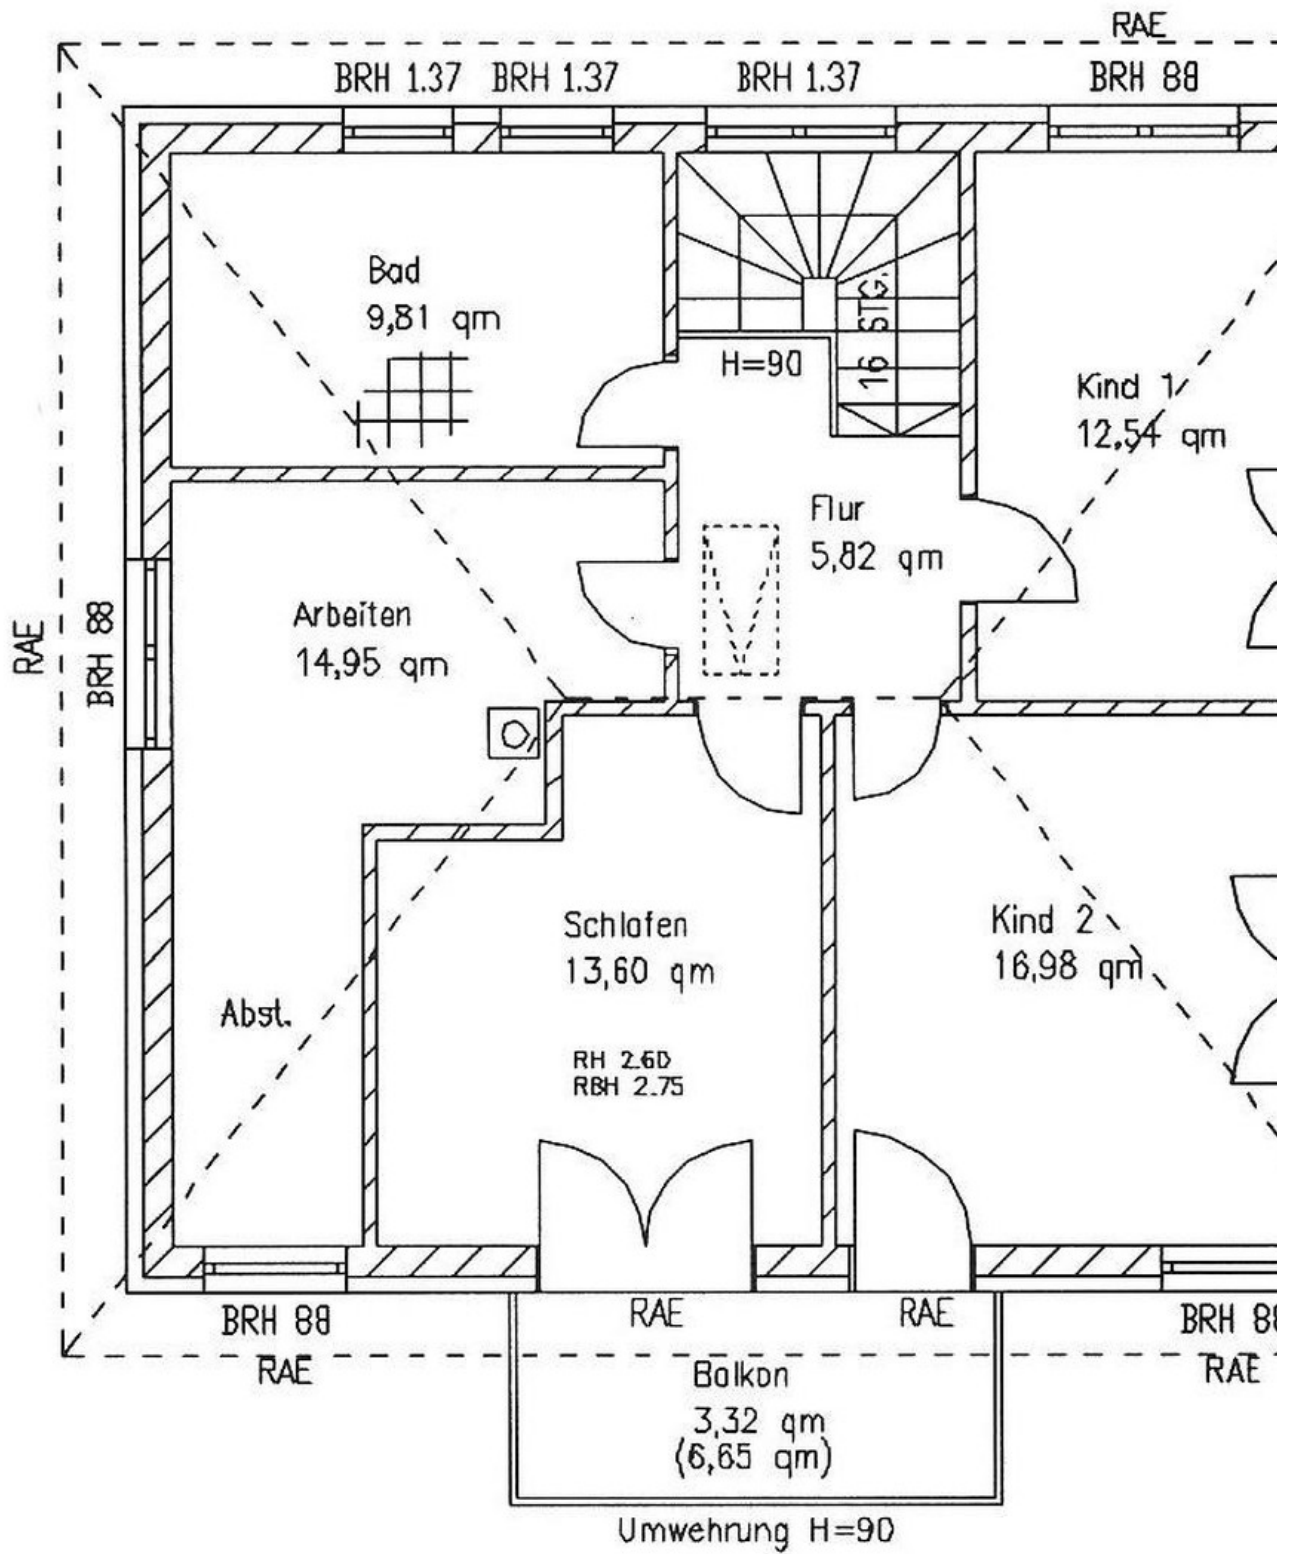 RAE
BRH 1.37 BRH 1.37 BRH 1.37 BRH 88
Bad
9,81 qm
16 STG.
H=90
Kind 1
12,54 qm
Flur
5,82 qm
RAE
BRH 88
Arbeiten
14,95 qm
Schlafen
13,60 qm
Kind 2
16,98 qm
Abst.
RH 2.60
RBH 2.75
BRH 88
RAE
RAE
RAE
BRH 88
RAE
Balkon
3,32 qm
(6,65 qm)
Umwehrung H=90